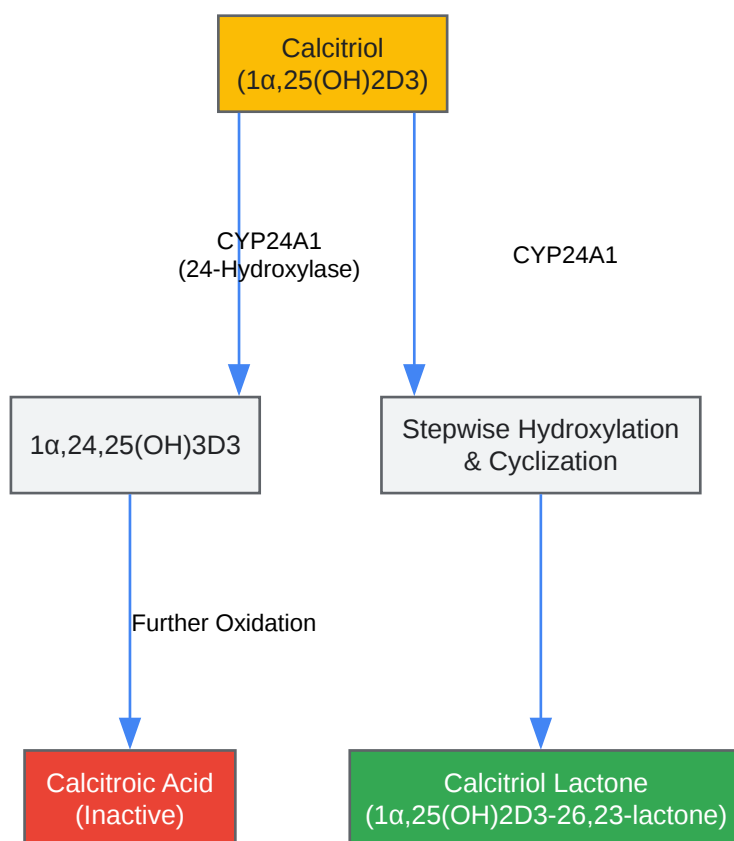 Calcitriol
(1α,25(OH)2D3)
CYP24A1
(24-Hydroxylase)
CYP24A1
1α,24,25(OH)3D3
Stepwise Hydroxylation
& Cyclization
Further Oxidation
Calcitroic Acid
(Inactive)
Calcitriol Lactone
(1α,25(OH)2D3-26,23-lactone)